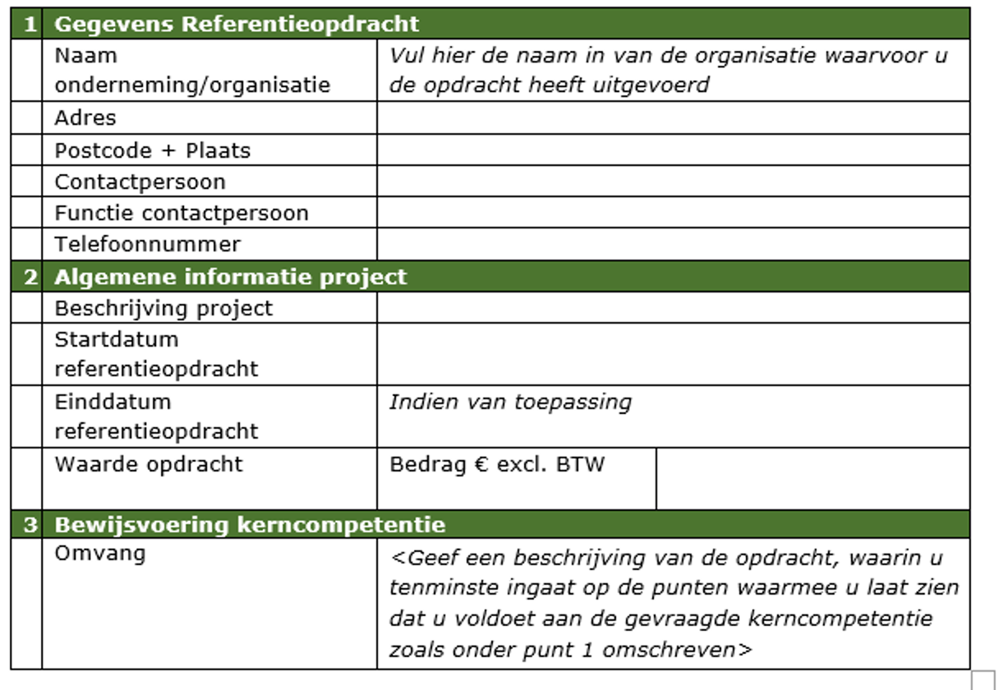 1 Gegevens Referentieopdracht
Naam
onderneming/organisatie
Vul hier de naam in van de organisatie waarvoor u
de opdracht heeft uitgevoerd
Adres
Postcode + Plaats
Contactpersoon
Functie contactpersoon
Telefoonnummer
2 Algemene informatie project
Beschrijving project
Startdatum
referentieopdracht
Einddatum
referentieopdracht
Indien van toepassing
Waarde opdracht
Bedrag € excl. BTW
3 Bewijsvoering kerncompetentie
Omvang
<Geef een beschrijving van de opdracht, waarin u
tenminste ingaat op de punten waarmee u laat zien
dat u voldoet aan de gevraagde kerncompetentie
zoals onder punt 1 omschreven>